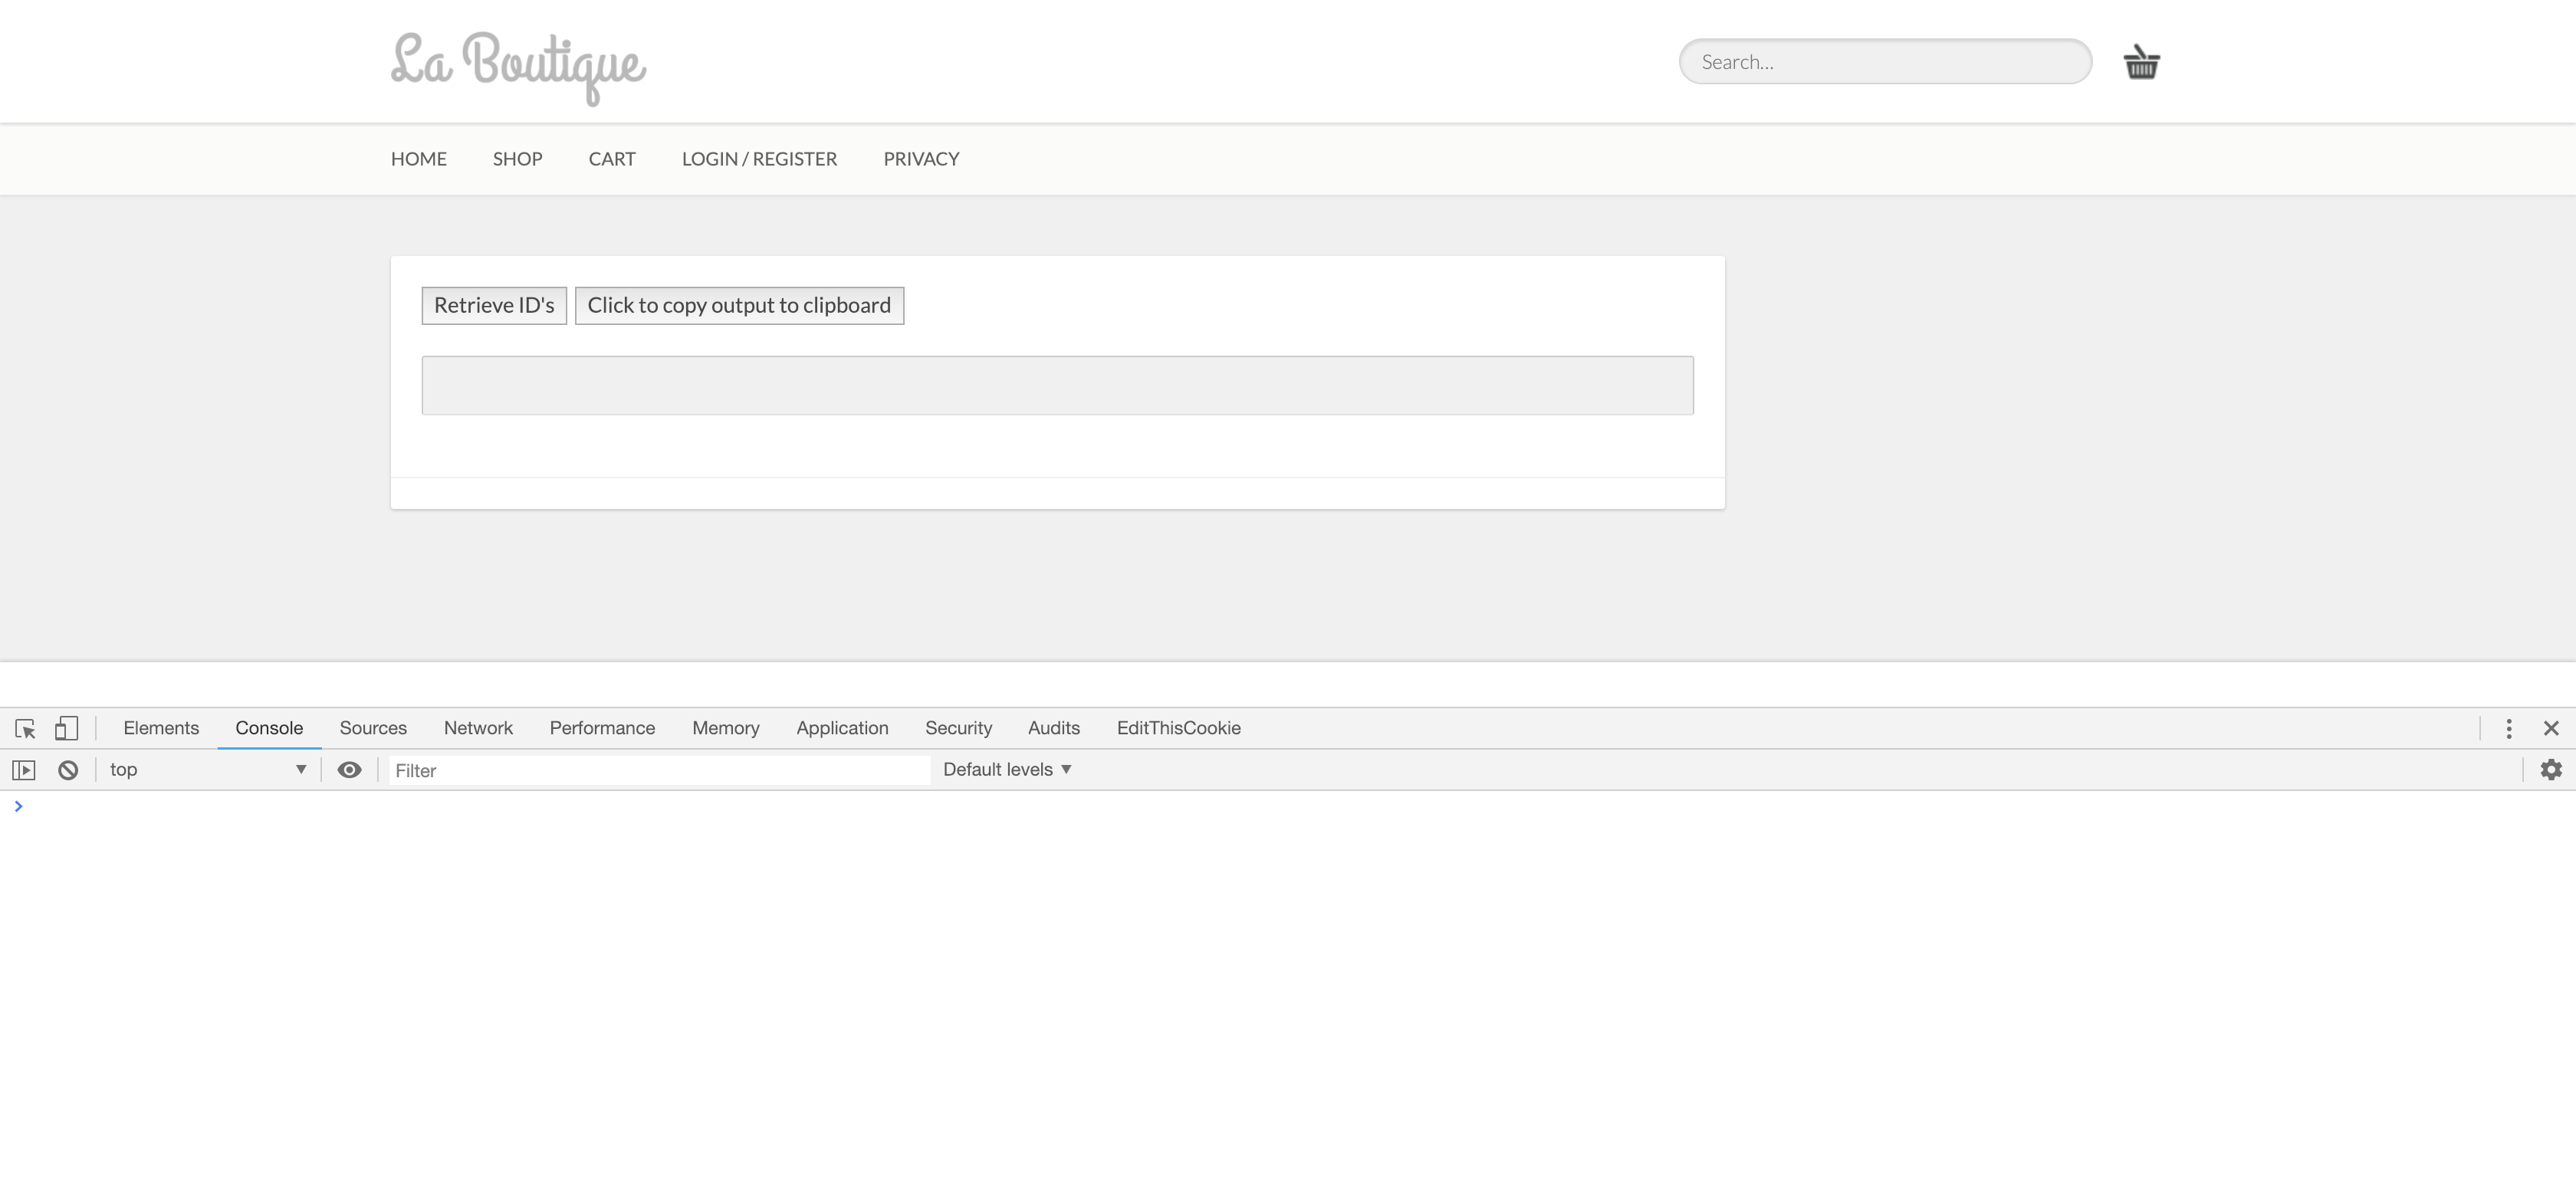 La Boutique
Search...
HOME SHOP CART LOGIN / REGISTER PRIVACY
Retrieve ID's Click to copy output to clipboard
Elements Console Sources Network Performance Memory Application Security Audits EditThisCookie
top Filter Default levels